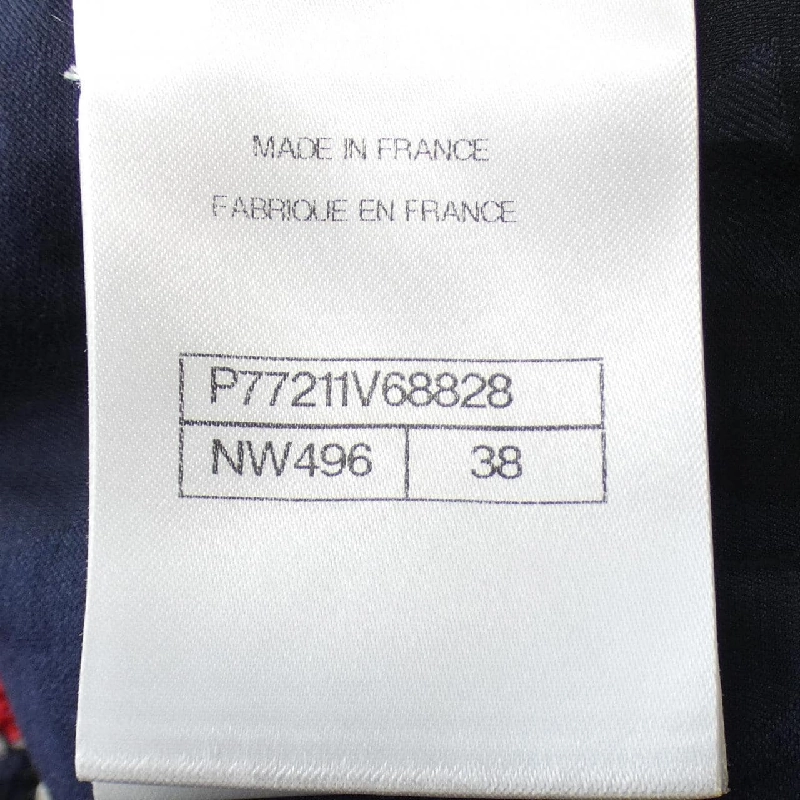 MADE IN FRANCE
FABRIQUE EN FRANCE
P77211V68828
NW496 38